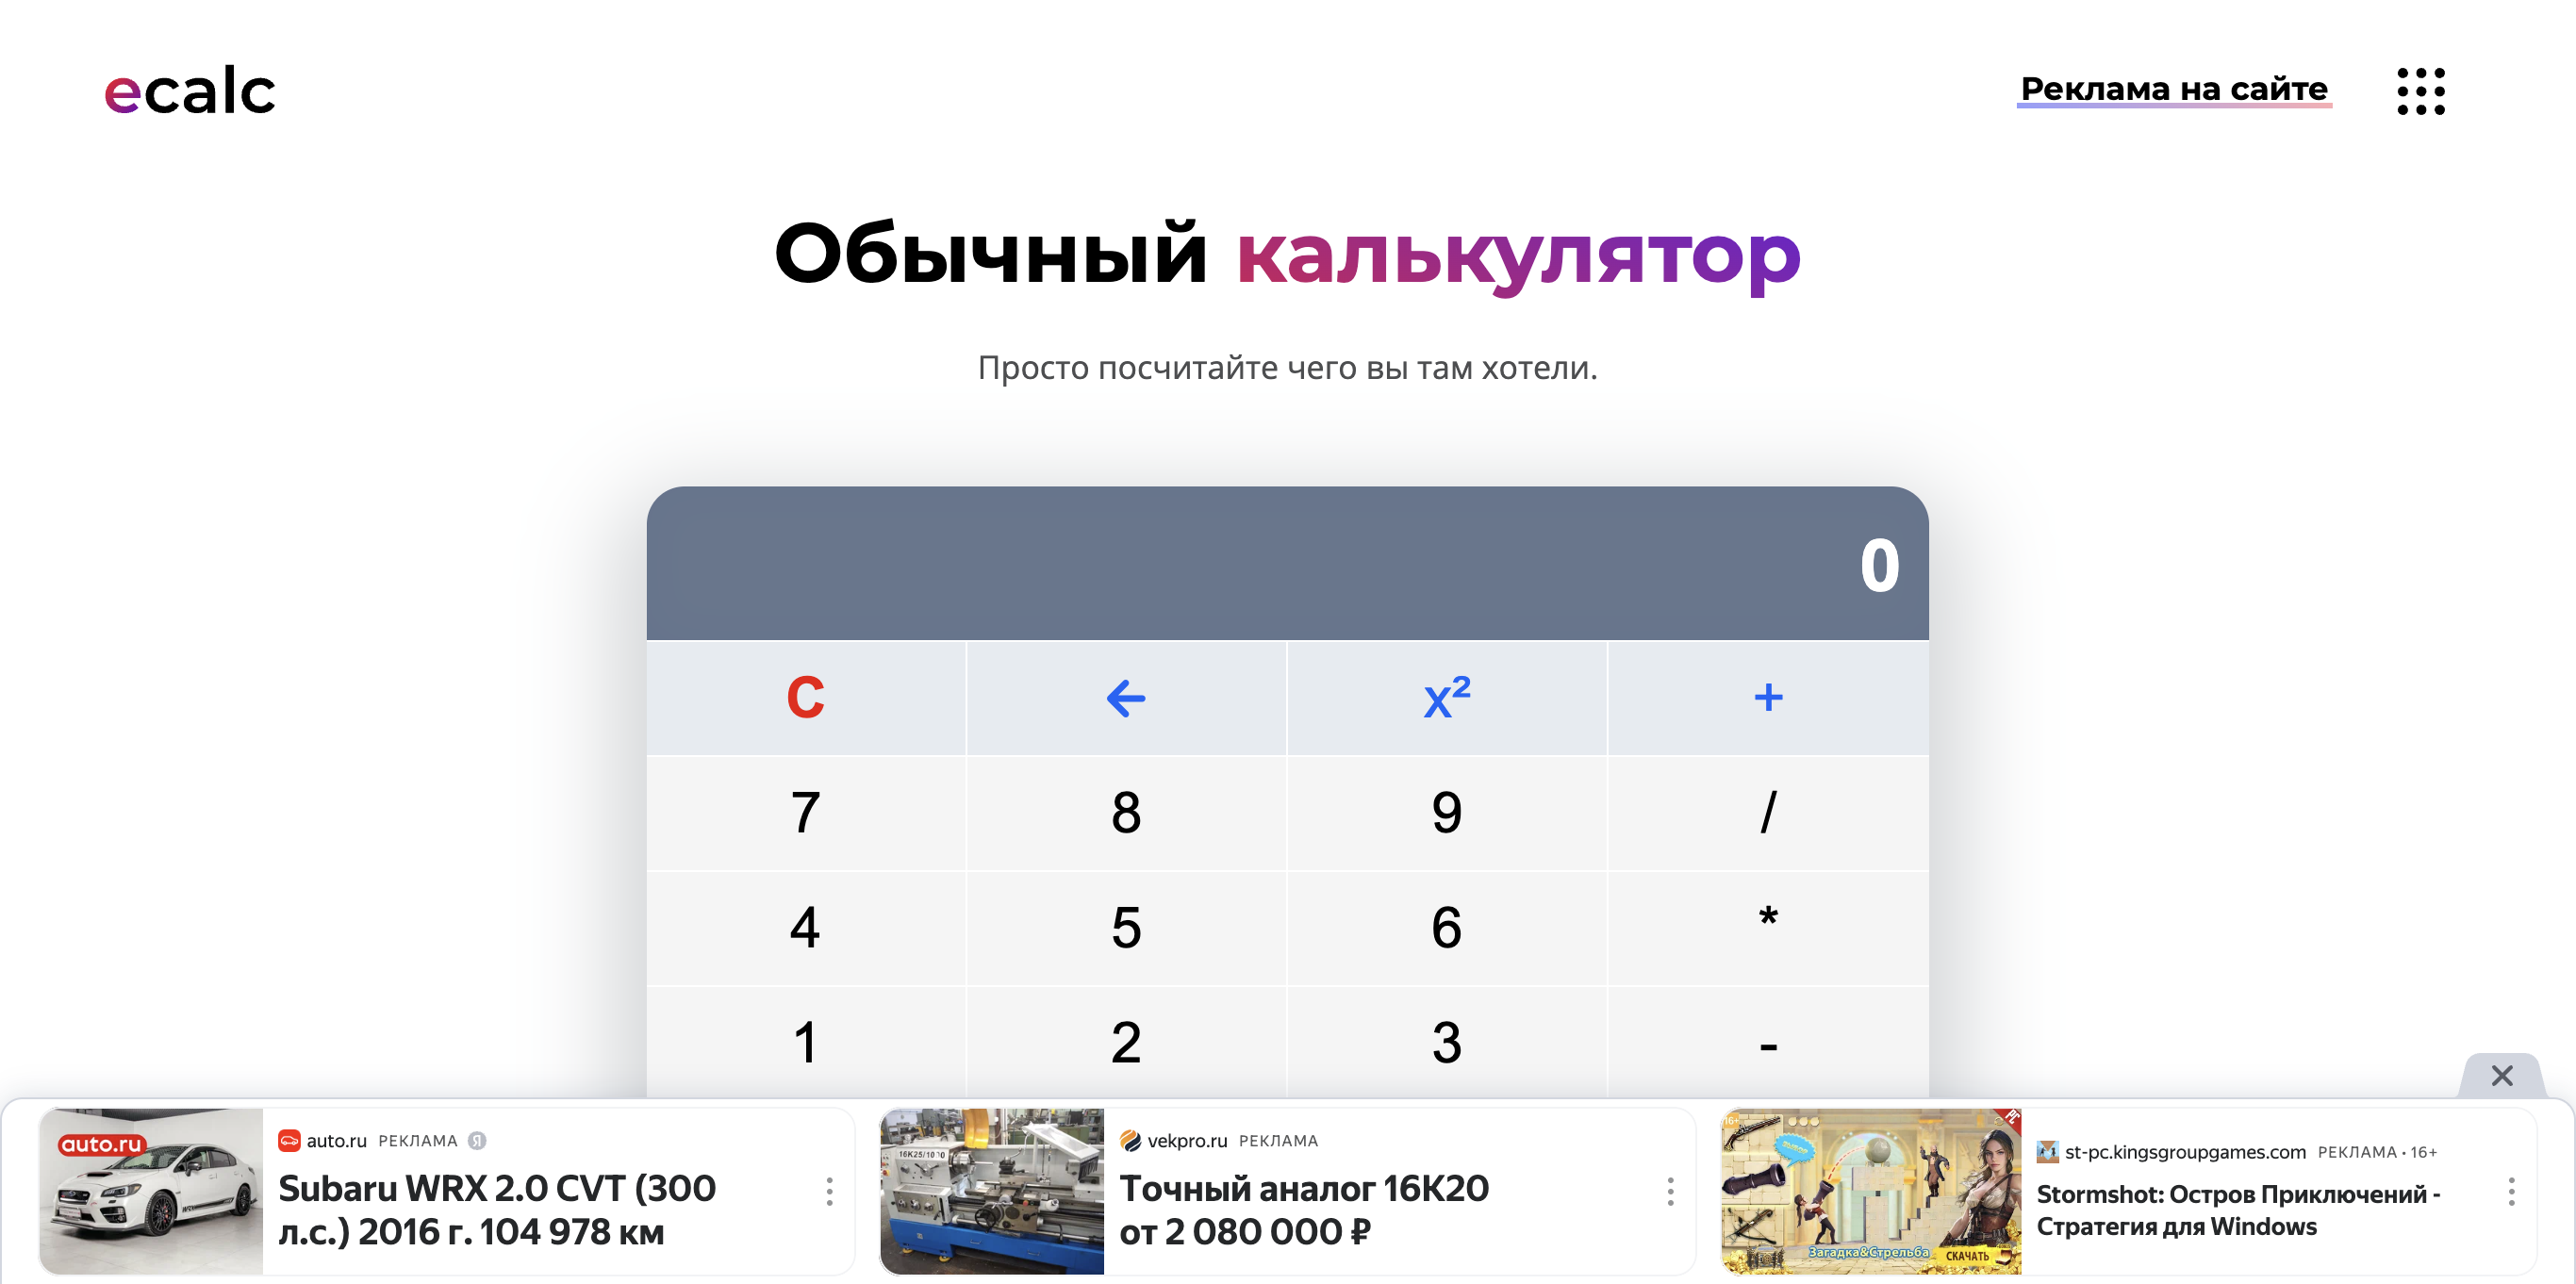 ecalc
Реклама на сайте
Обычный калькулятор
Просто посчитайте чего вы там хотели.
0
C ← x² +
7 8 9 /
4 5 6 *
1 2 3 -
auto.ru
auto.ru РЕКЛАМА Я
Subaru WRX 2.0 CVT (300
л.с.) 2016 г. 104 978 км
16K25/1000
vekpro.ru РЕКЛАМА
Точный аналог 16К20
от 2 080 000 ₽
16+
PC
Загадка&Стрельба
СКАЧАТЬ
st-pc.kingsgroupgames.com РЕКЛАМА • 16+
Stormshot: Остров Приключений -
Стратегия для Windows